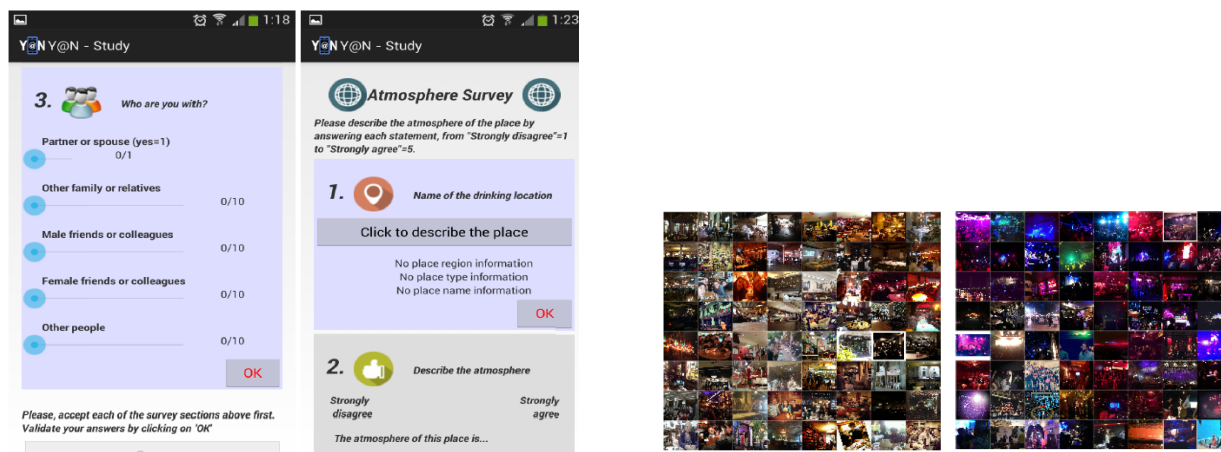 1:18
Y@N Y@N - Study
3. Who are you with?
Partner or spouse (yes=1)
0/1
Other family or relatives
0/10
Male friends or colleagues
0/10
Female friends or colleagues
0/10
Other people
0/10
OK
Please, accept each of the survey sections above first.
Validate your answers by clicking on 'OK'
1:23
Y@N Y@N - Study
Atmosphere Survey
Please describe the atmosphere of the place by
answering each statement, from "Strongly disagree"=1
to "Strongly agree"=5.
1. Name of the drinking location
Click to describe the place
No place region information
No place type information
No place name information
OK
2. Describe the atmosphere
Strongly Strongly
disagree agree
The atmosphere of this place is...